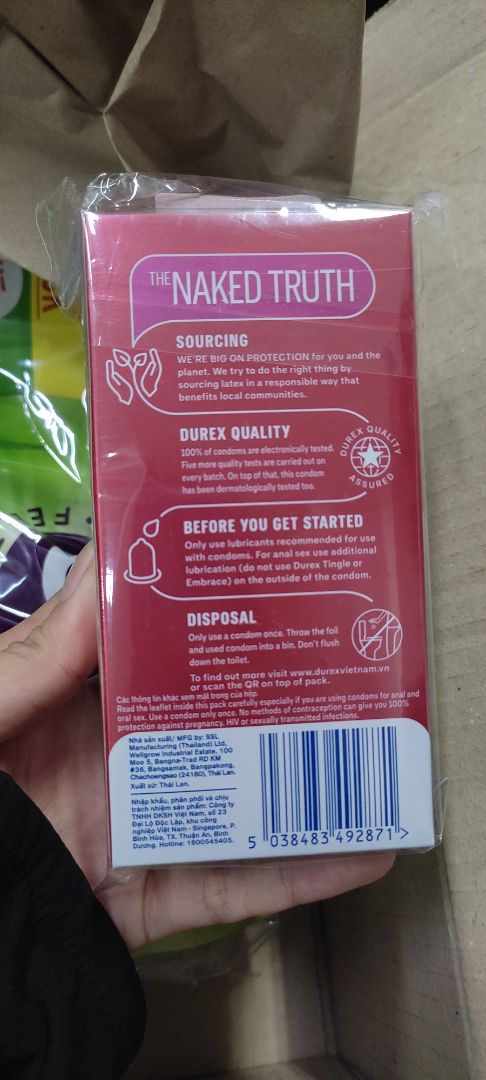 THE NAKED TRUTH
SOURCING
WE'RE BIG ON PROTECTION for you and the
planet. We try to do the right thing by
sourcing latex in a responsible way that
benefits local communities.
DUREX QUALITY
100% of condoms are electronically tested.
Five more quality tests are carried out on
every batch. On top of that, this condom
has been dermatologically tested too.
DUREX QUALITY
ASSURED
BEFORE YOU GET STARTED
Only use lubricants recommended for use
with condoms. For anal sex use additional
lubrication (do not use Durex Tingle or
Embrace) on the outside of the condom.
DISPOSAL
Only use a condom once. Throw the foil
and used condom into a bin. Don't flush
down the toilet.
To find out more visit www.durexvietnam.vn
or scan the QR on top of pack.
Các thông tin khác xem mặt trong của hộp.
Read the leaflet inside this pack carefully especially if you are using condoms for anal and
oral sex. Use a condom only once. No methods of contraception can give you 100%
protection against pregnancy, HIV or sexually transmitted infections.
Nhà sản xuất/ MFG by: SSL
Manufacturing (Thailand) Ltd,
Wellgrow Industrial Estate, 100
Moo 5, Bangna-Trad RD KM
#36, Bangsamak, Bangpakong,
Chachoengsao (24180), Thái Lan.
Xuất xứ: Thái Lan.
Nhập khẩu, phân phối và chịu
trách nhiệm sản phẩm: Công ty
TNHH DKSH Việt Nam, số 23
Đại Lộ Độc Lập, khu công
nghiệp Việt Nam - Singapore, P.
Bình Hòa, TX. Thuận An, Bình
Dương. Hotline: 1800545405.
5 038483 492871 >